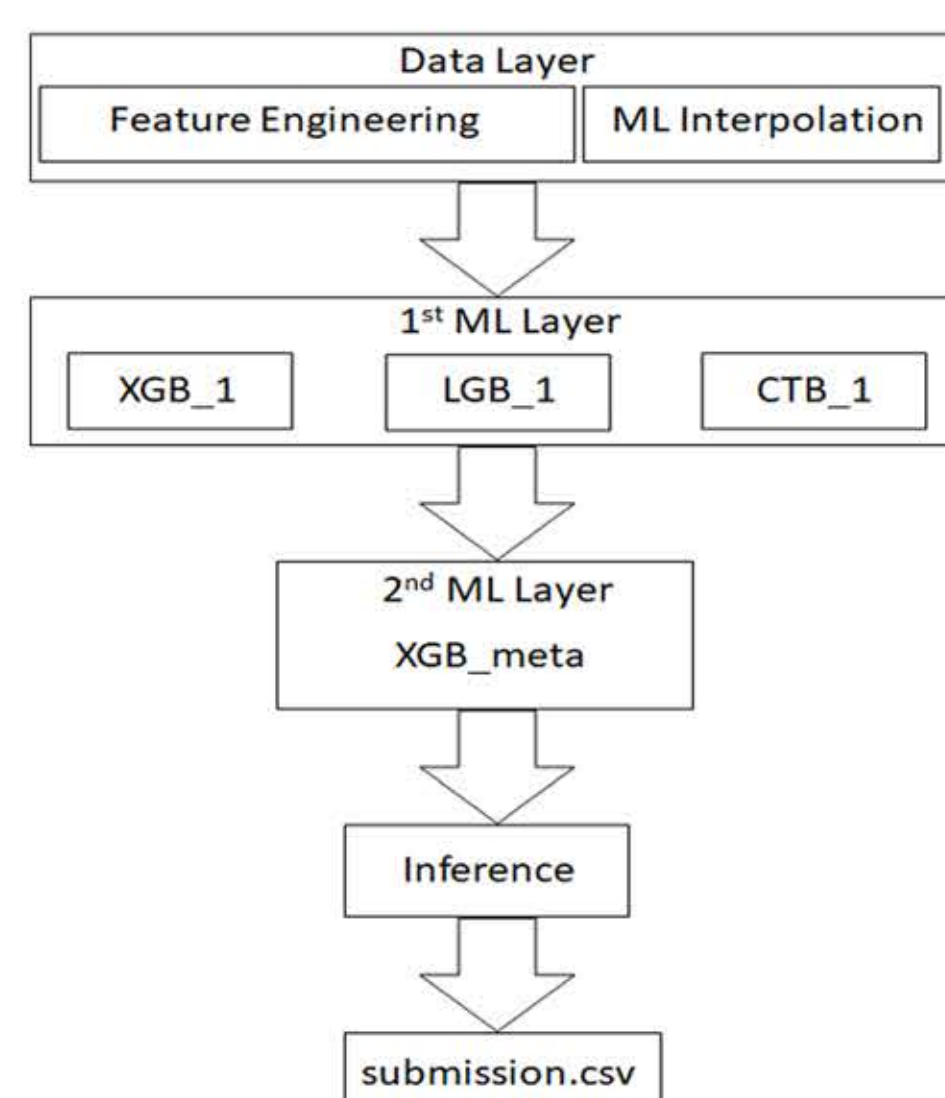 Data Layer
Feature Engineering
ML Interpolation
1st ML Layer
XGB_1
LGB_1
CTB_1
2nd ML Layer
XGB_meta
Inference
submission.csv